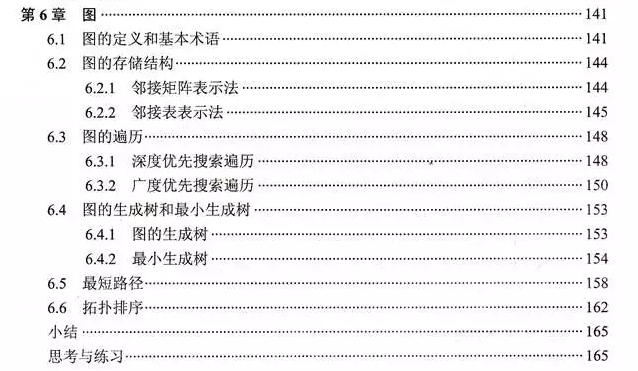 第6章 图 141
6.1 图的定义和基本术语 141
6.2 图的存储结构 144
6.2.1 邻接矩阵表示法 144
6.2.2 邻接表表示法 145
6.3 图的遍历 148
6.3.1 深度优先搜索遍历 148
6.3.2 广度优先搜索遍历 150
6.4 图的生成树和最小生成树 153
6.4.1 图的生成树 153
6.4.2 最小生成树 154
6.5 最短路径 158
6.6 拓扑排序 162
小结 165
思考与练习 165